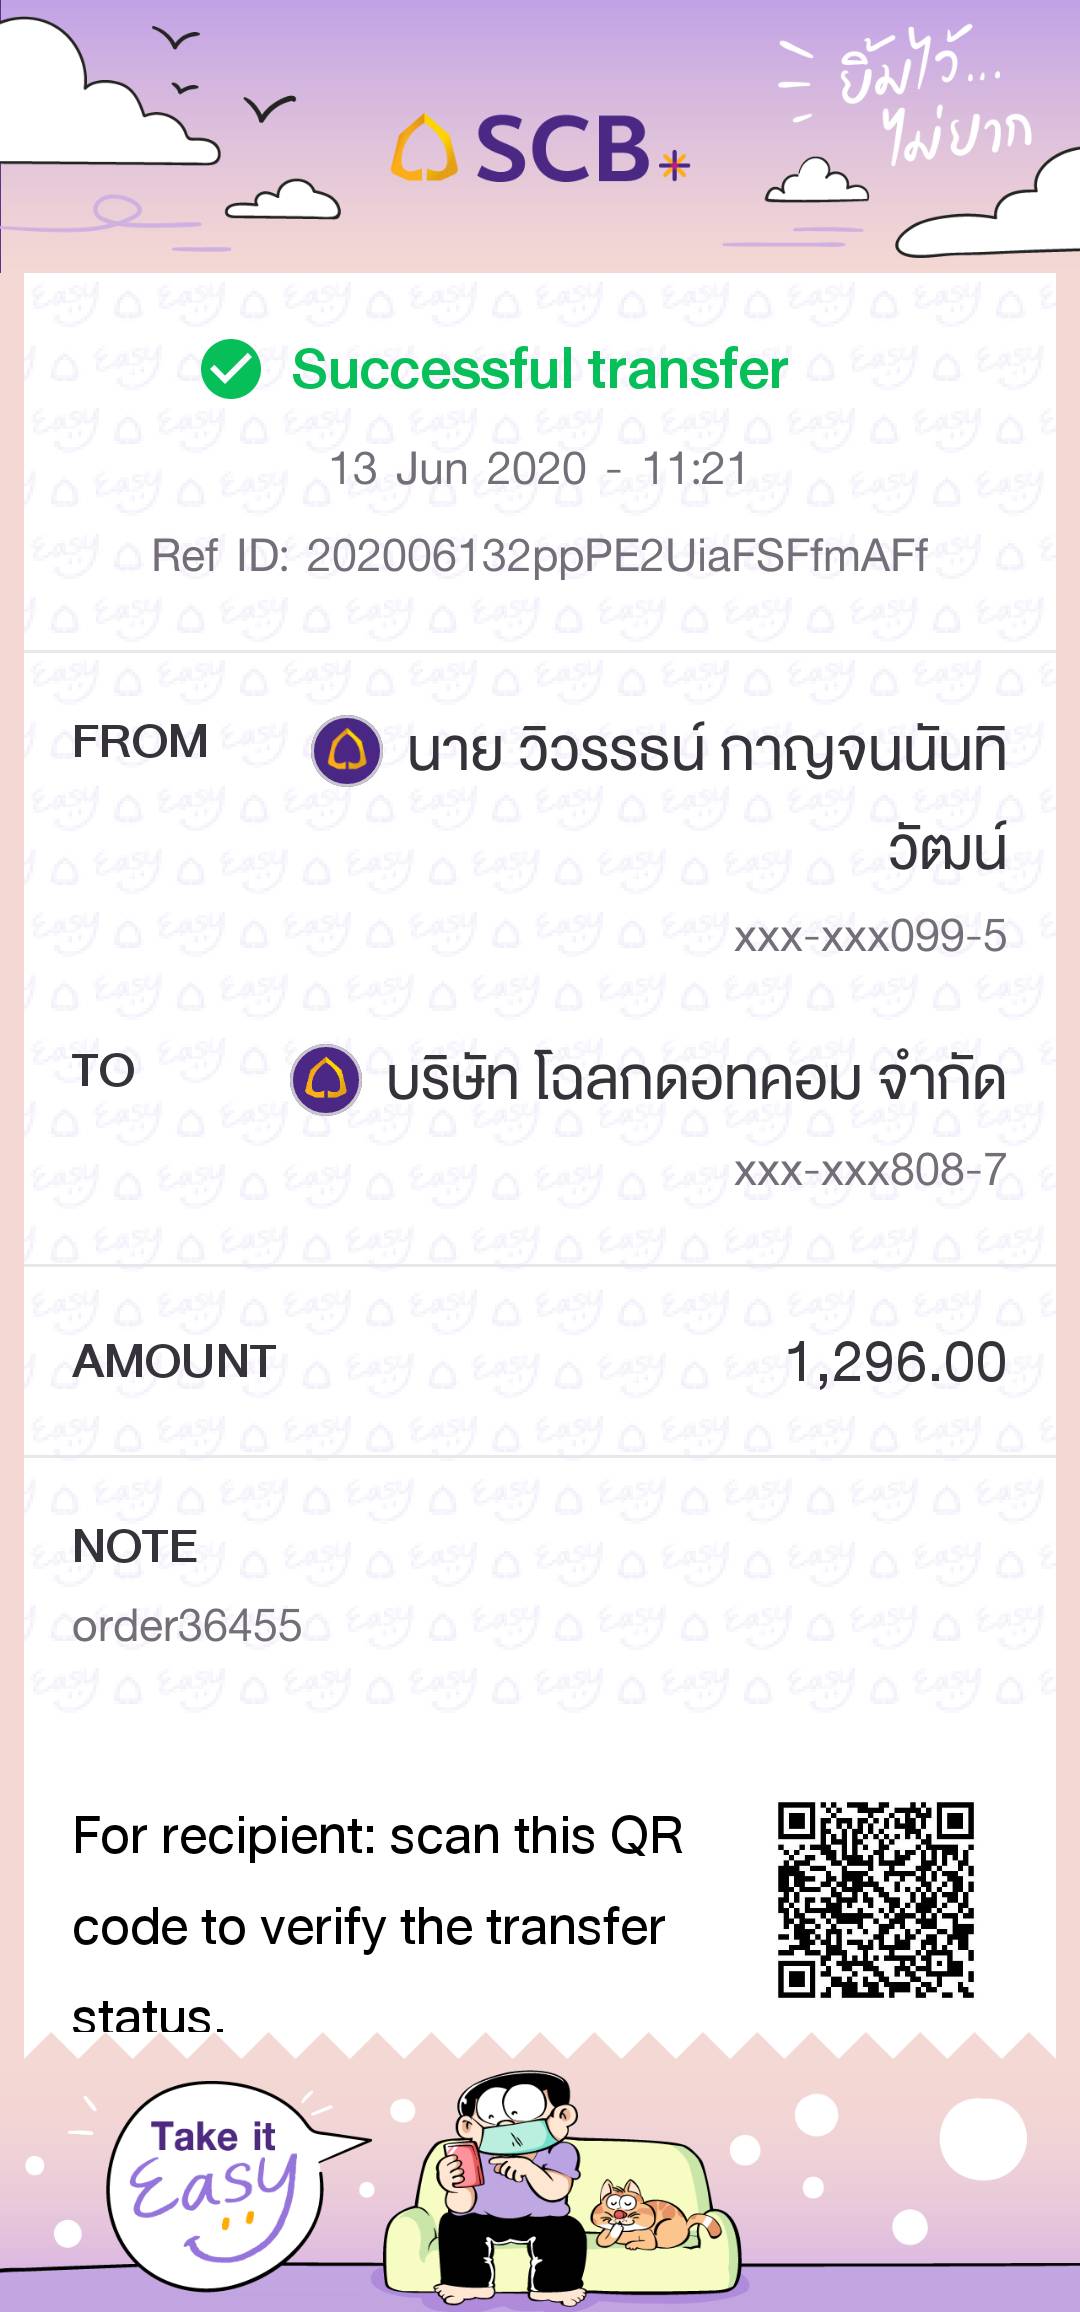 ยิ้มไว้...
ไม่ยาก
SCB
Successful transfer
13 Jun 2020 - 11:21
Ref ID: 202006132ppPE2UiaFSFfmAFf
FROM
นาย วิวรรธน์ กาญจนนันทิ
วัฒน์
xxx-xxx099-5
TO
บริษัท โฉลกดอทคอม จำกัด
xxx-xxx808-7
AMOUNT
1,296.00
NOTE
order36455
For recipient: scan this QR
code to verify the transfer
status.
Take it
Easy